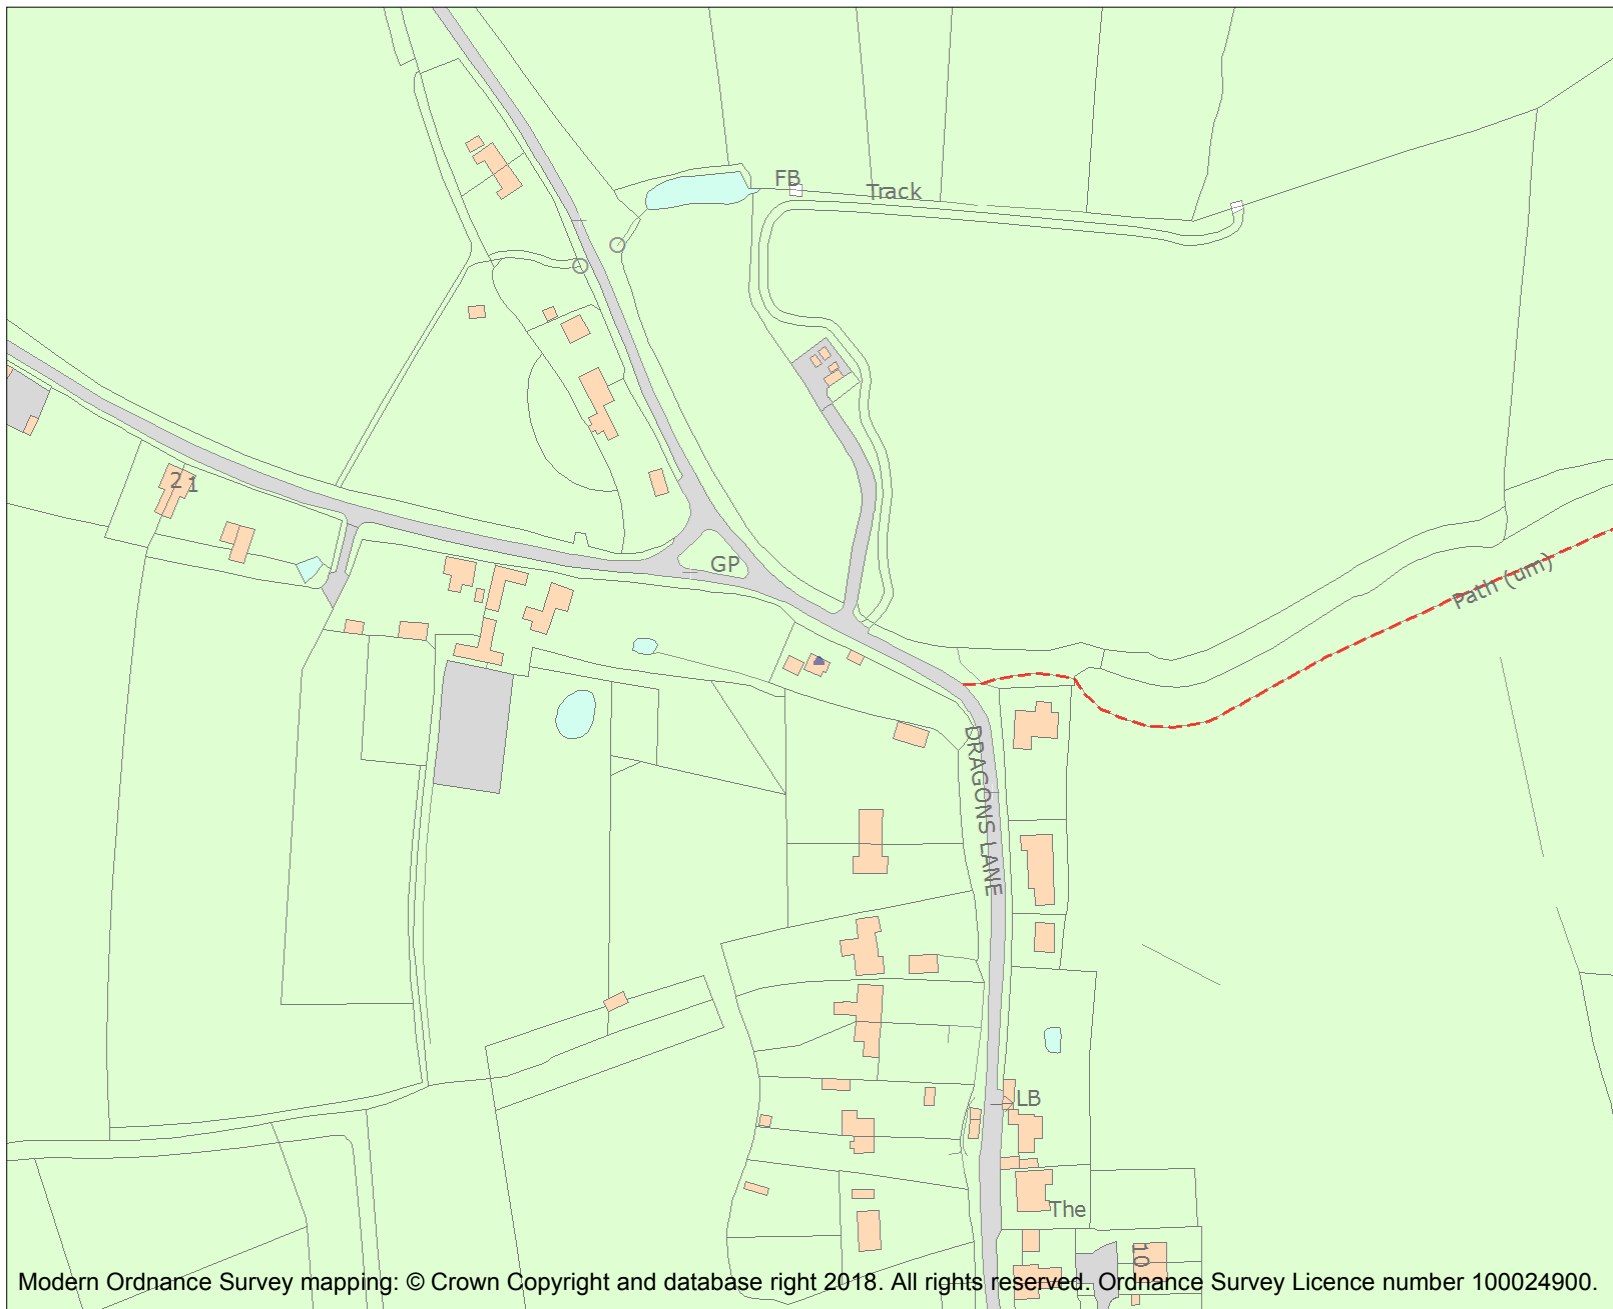 FB
Track
2
1
GP
Path (um)
DRAGONS LANE
LB
The
10
Modern Ordnance Survey mapping: © Crown Copyright and database right 2018. All rights reserved. Ordnance Survey Licence number 100024900.